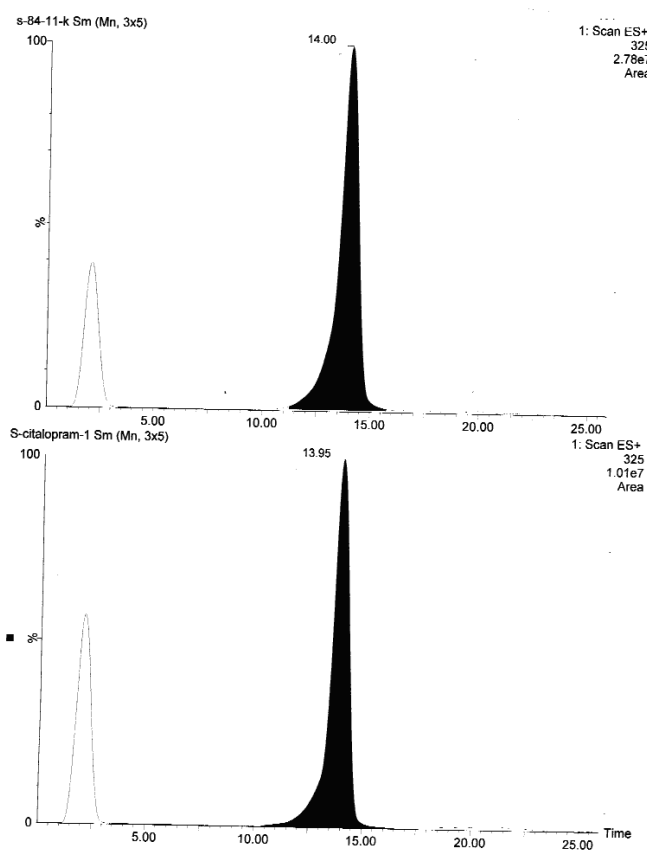 s-84-11-k Sm (Mn, 3x5)
1: Scan ES+
325
2.78e7
Area
100
14.00
%
0
5.00 10.00 15.00 20.00 25.00
S-citalopram-1 Sm (Mn, 3x5)
1: Scan ES+
325
1.01e7
Area
100
13.95
%
0
5.00 10.00 15.00 20.00 25.00 Time